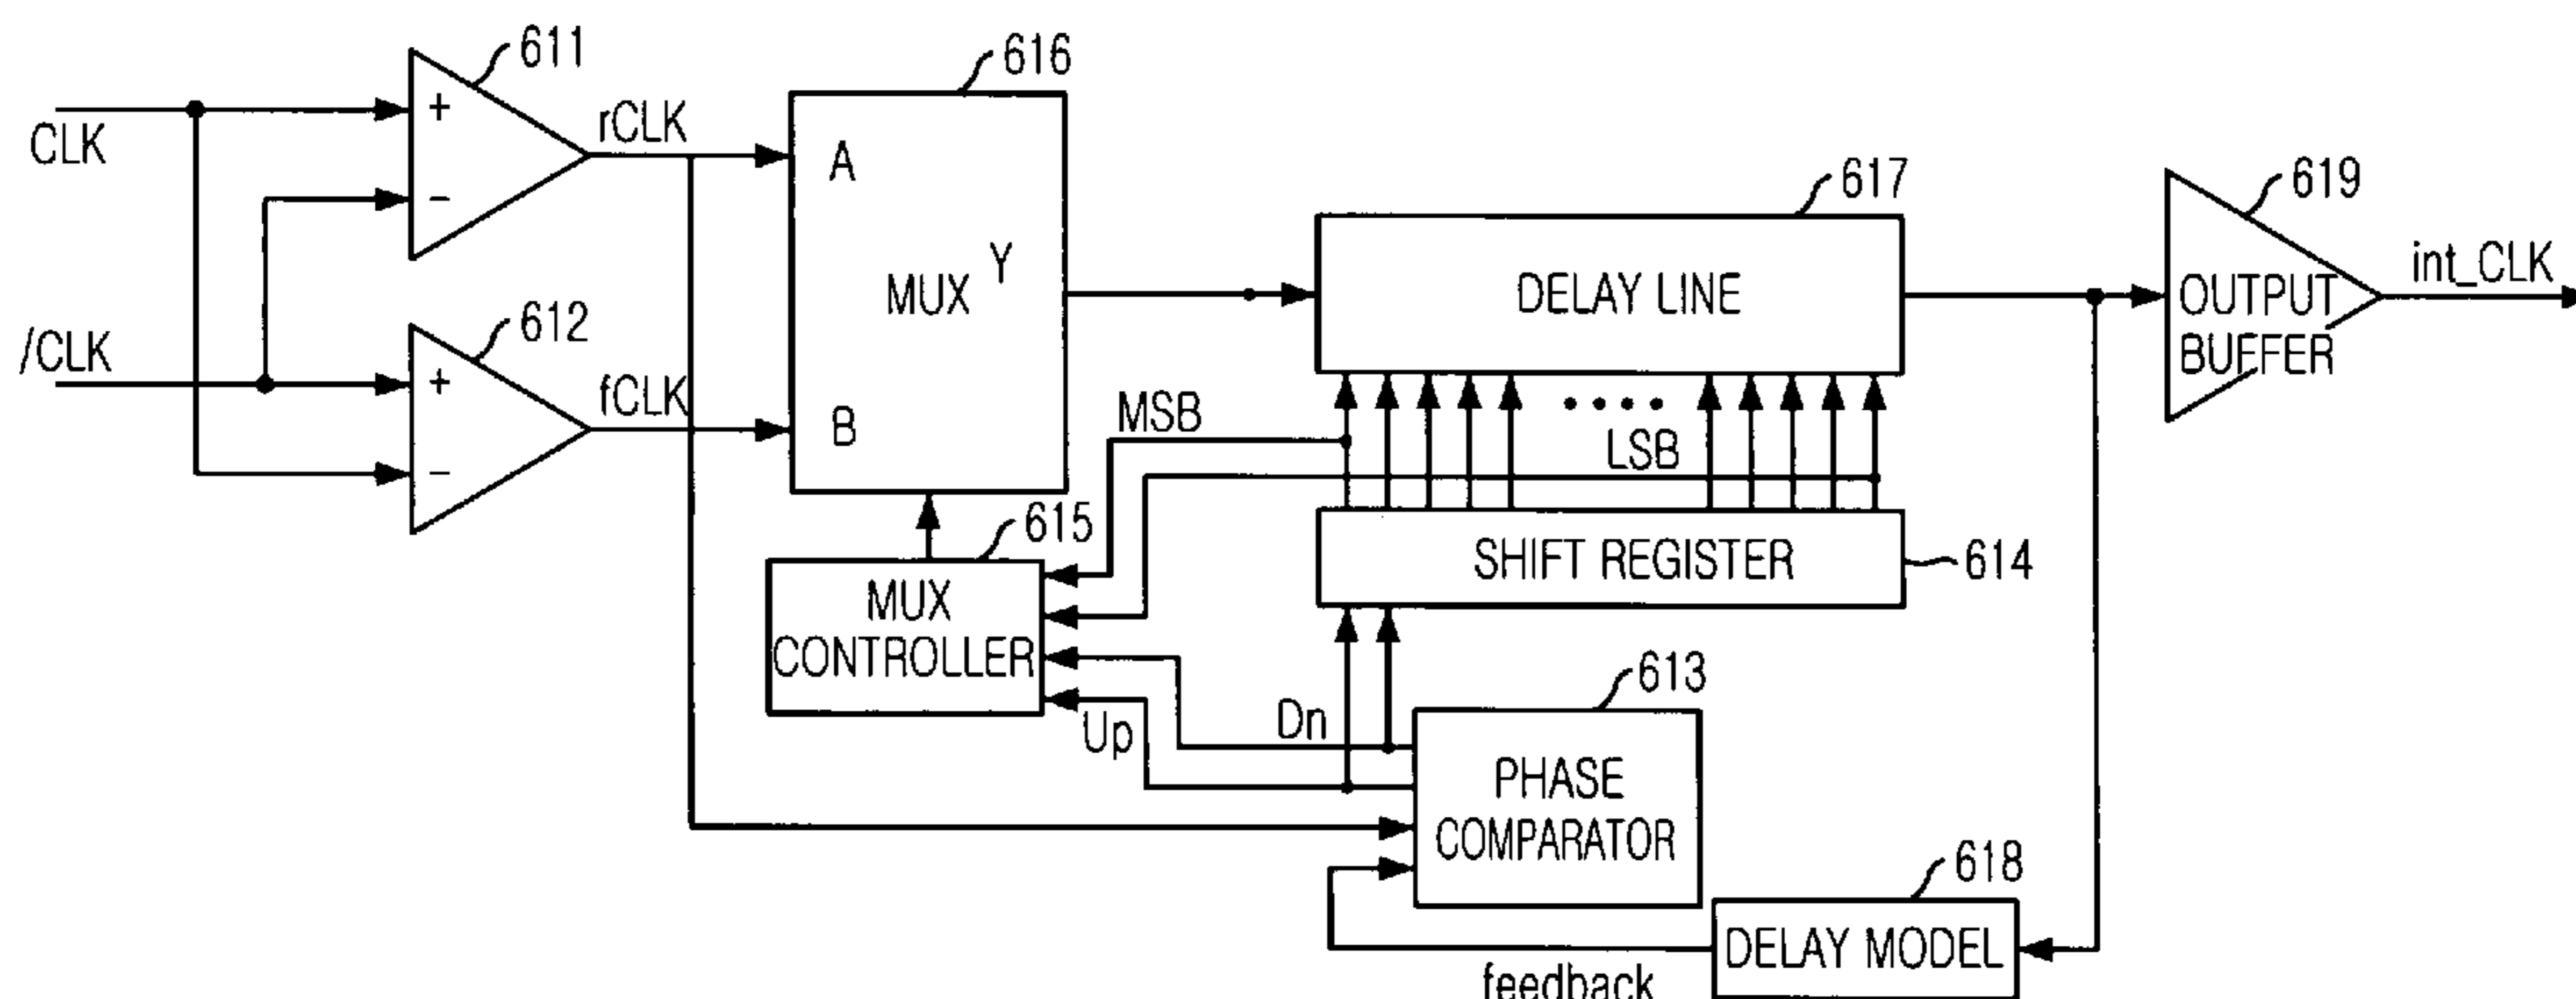 611
616
CLK
+
−
rCLK
A
MUX
Y
617
DELAY LINE
619
OUTPUT
BUFFER
int_CLK
/CLK
612
+
−
fCLK
B
MSB
LSB
615
MUX
CONTROLLER
SHIFT REGISTER
614
Up
Dn
613
PHASE
COMPARATOR
618
DELAY MODEL
feedback